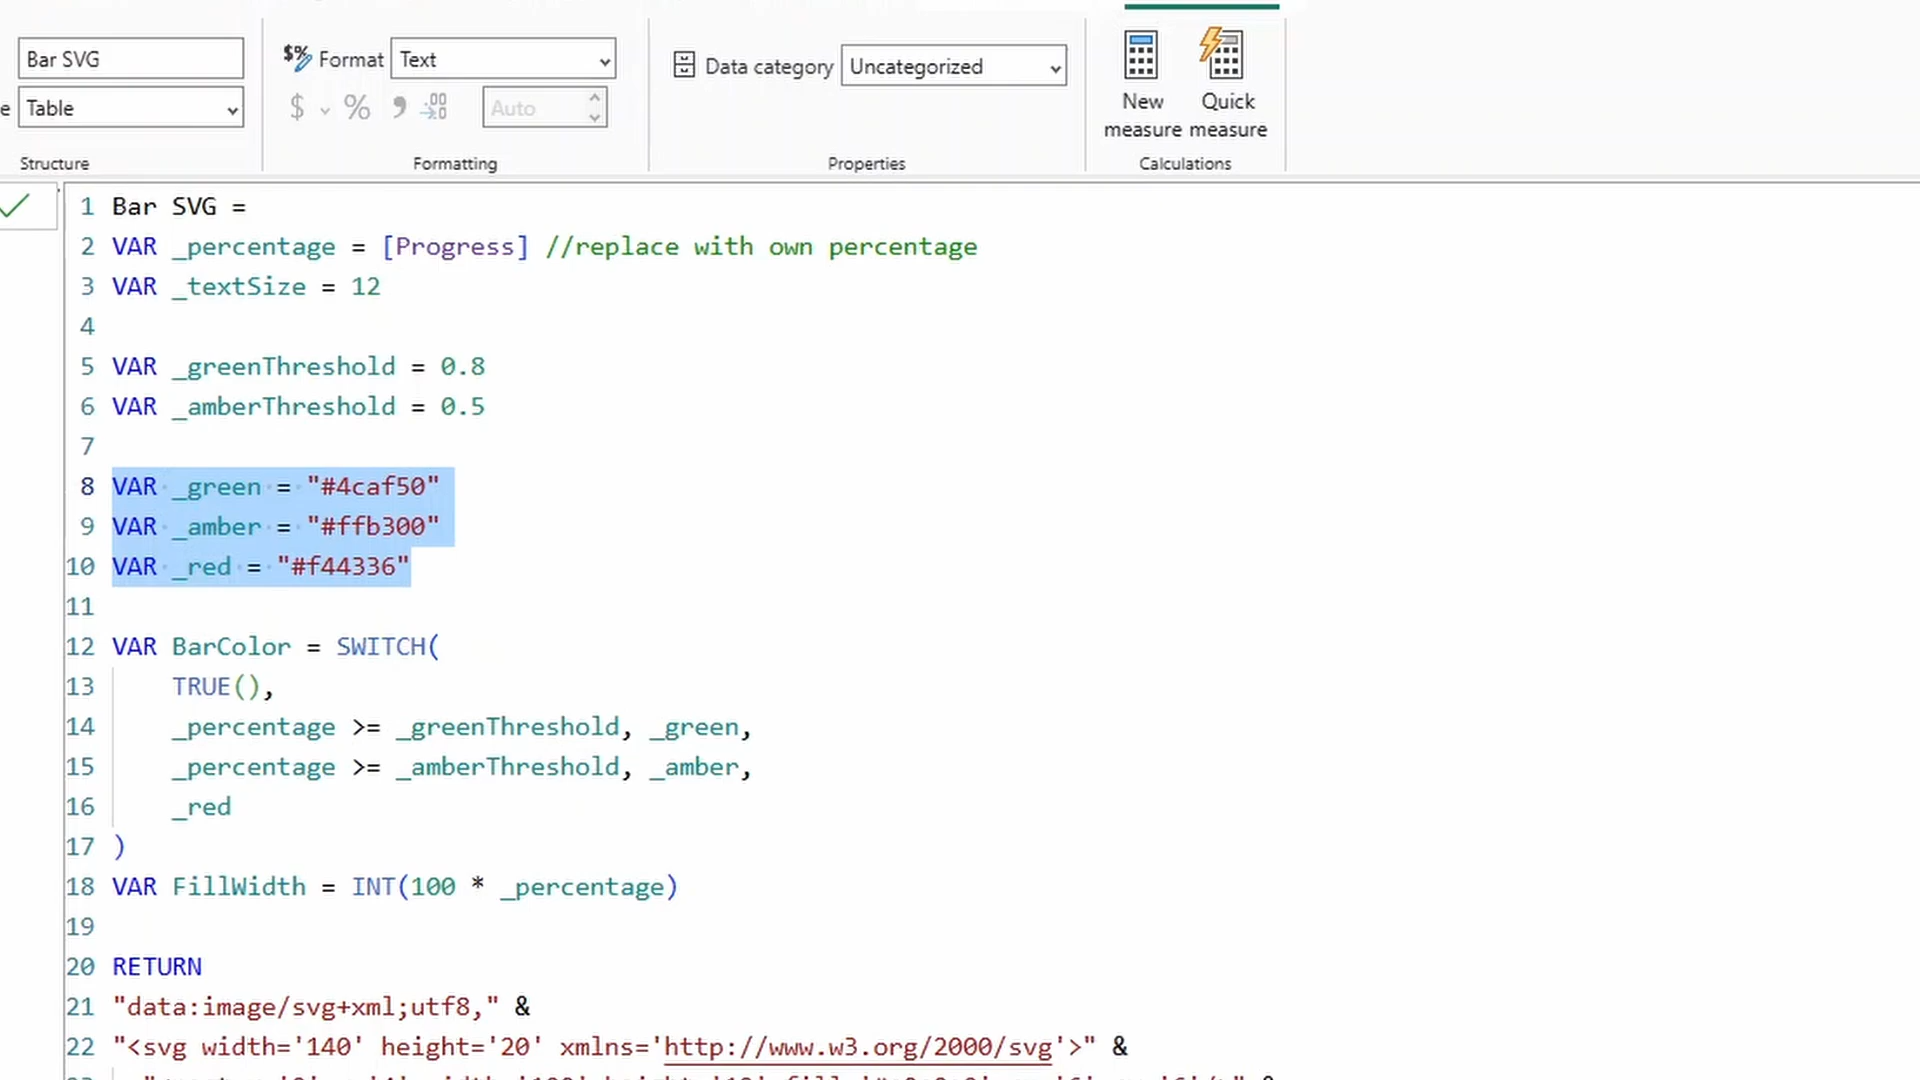 Bar SVG
Format
Text
Data category
Uncategorized
New measure
Quick measure
e
Table
$ % Auto
Structure
Formatting
Properties
Calculations
1 Bar SVG =
2 VAR _percentage = [Progress] //replace with own percentage
3 VAR _textSize = 12
4
5 VAR _greenThreshold = 0.8
6 VAR _amberThreshold = 0.5
7
8 VAR _green = "#4caf50"
9 VAR _amber = "#ffb300"
10 VAR _red = "#f44336"
11
12 VAR BarColor = SWITCH(
13 TRUE(),
14 _percentage >= _greenThreshold, _green,
15 _percentage >= _amberThreshold, _amber,
16 _red
17 )
18 VAR FillWidth = INT(100 * _percentage)
19
20 RETURN
21 "data:image/svg+xml;utf8," &
22 "<svg width='140' height='20' xmlns='http://www.w3.org/2000/svg'>" &